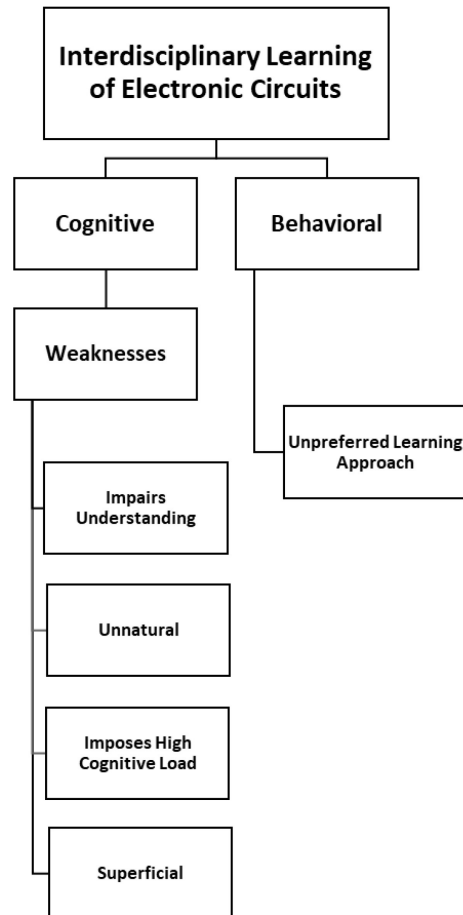 Interdisciplinary Learning
of Electronic Circuits
Cognitive
Behavioral
Weaknesses
Unpreferred Learning
Approach
Impairs
Understanding
Unnatural
Imposes High
Cognitive Load
Superficial